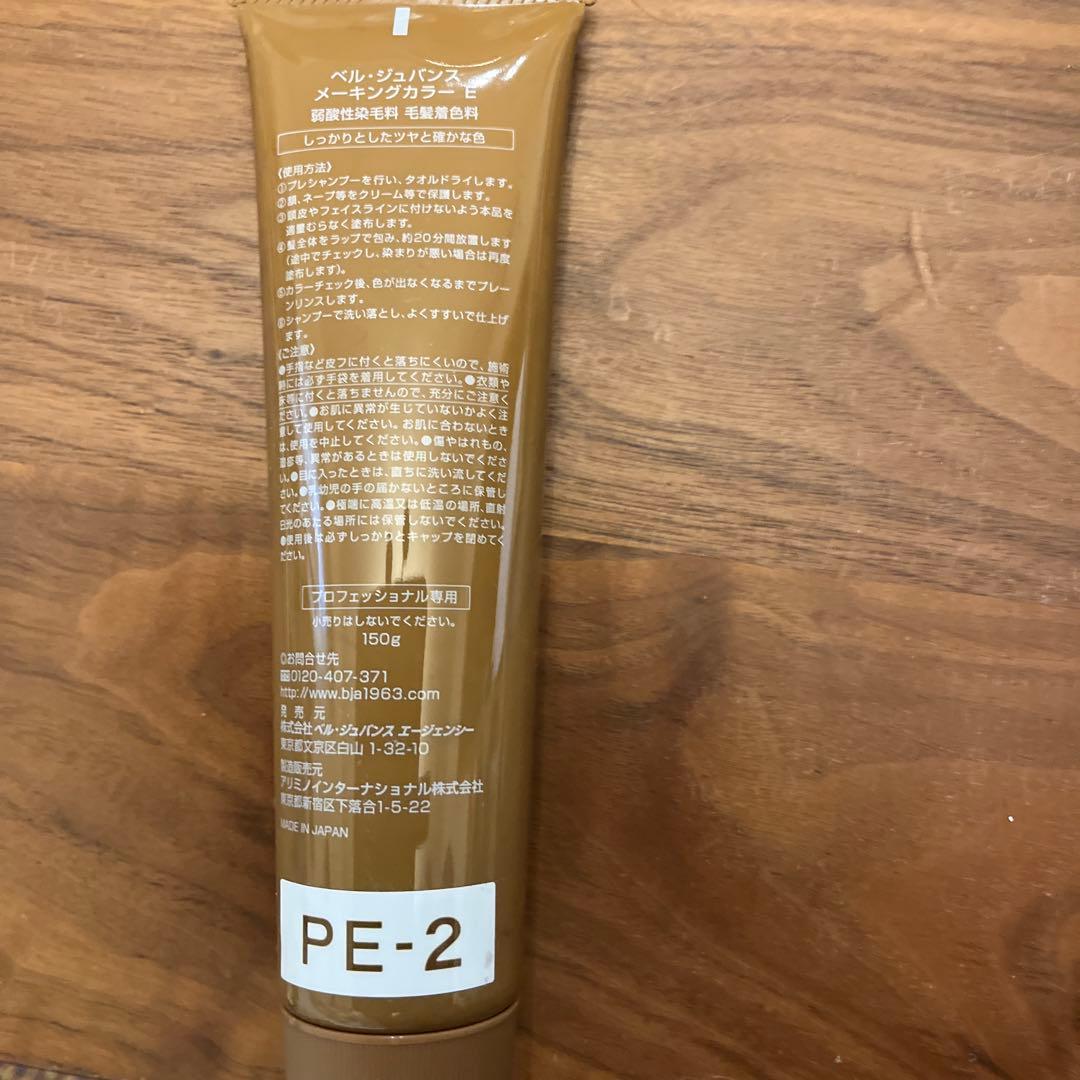 ベル・ジュバンス
メーキングカラー E
弱酸性染毛料 毛髪着色料
しっかりとしたツヤと確かな色
《使用方法》
①プレシャンプーを行い、タオルドライします。
②額、ネープ等をクリーム等で保護します。
③頭皮やフェイスラインに付けないよう本品を
適量むらなく塗布します。
④髪全体をラップで包み、約20分間放置します
(途中でチェックし、染まりが悪い場合は再度
塗布します)。
⑤カラーチェック後、色が出なくなるまでプレー
ンリンスします。
⑥シャンプーで洗い落とし、よくすすいで仕上げ
ます。
《ご注意》
●手指など皮フに付くと落ちにくいので、施術
時には必ず手袋を着用してください。●衣類や
床等に付くと落ちませんので、充分にご注意く
ださい。●お肌に異常が生じていないかよく注
意して使用してください。お肌に合わないとき
は、使用を中止してください。●傷やはれもの、
湿疹等、異常があるときは使用しないでくださ
い。●目に入ったときは、直ちに洗い流してくだ
さい。●乳幼児の手の届かないところに保管し
てください。●極端に高温又は低温の場所、直射
日光のあたる場所には保管しないでください。
●使用後は必ずしっかりとキャップを閉めてく
ださい。
プロフェッショナル専用
小売りはしないでください。
150g
◎お問合せ先
0120-407-371
http://www.bja1963.com
発売元
株式会社 ベル・ジュバンス エージェンシー
東京都文京区白山 1-32-10
製造販売元
アリミノインターナショナル株式会社
東京都新宿区下落合1-5-22
MADE IN JAPAN
PE-2